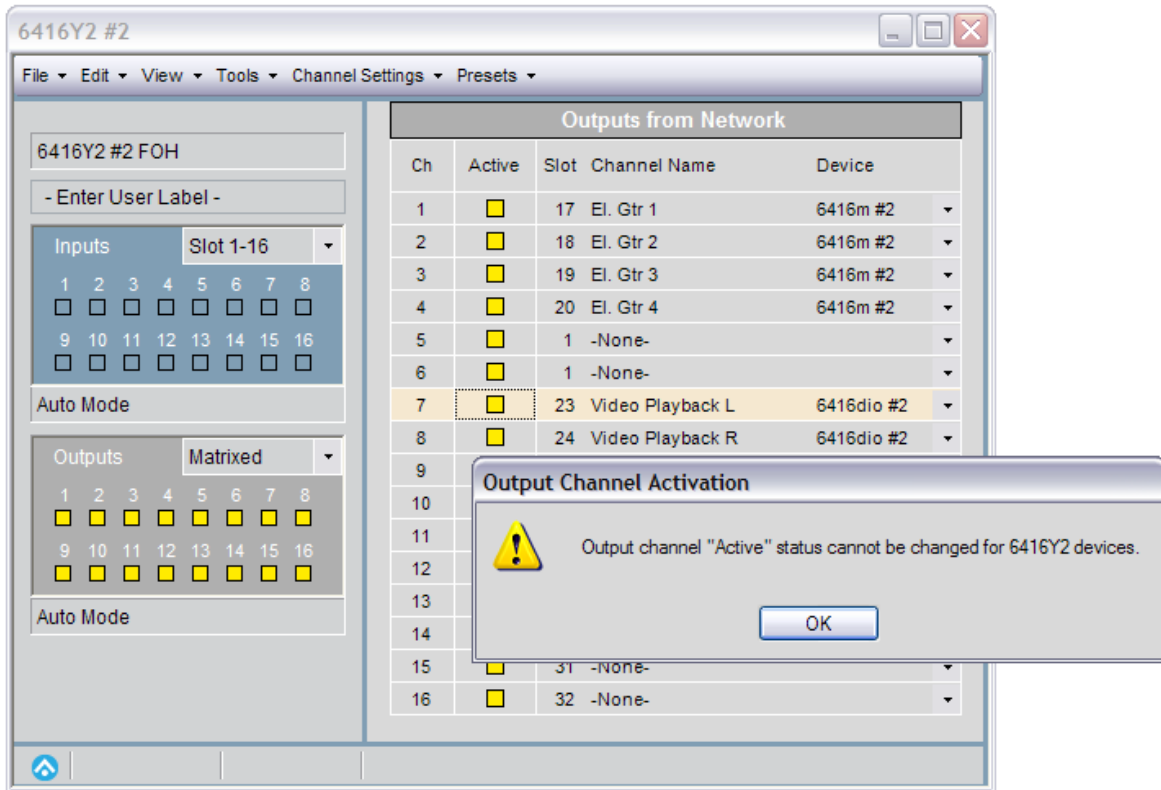 6416Y2 #2
File Edit View Tools Channel Settings Presets
6416Y2 #2 FOH
- Enter User Label -
Inputs Slot 1-16
1 2 3 4 5 6 7 8
9 10 11 12 13 14 15 16
Auto Mode
Outputs Matrixed
1 2 3 4 5 6 7 8
9 10 11 12 13 14 15 16
Auto Mode
Outputs from Network
Ch Active Slot Channel Name Device
1 17 El. Gtr 1 6416m #2
2 18 El. Gtr 2 6416m #2
3 19 El. Gtr 3 6416m #2
4 20 El. Gtr 4 6416m #2
5 1 -None-
6 1 -None-
7 23 Video Playback L 6416dio #2
8 24 Video Playback R 6416dio #2
9
10
11
12
13
14
15 31 -None-
16 32 -None-
Output Channel Activation
Output channel "Active" status cannot be changed for 6416Y2 devices.
OK